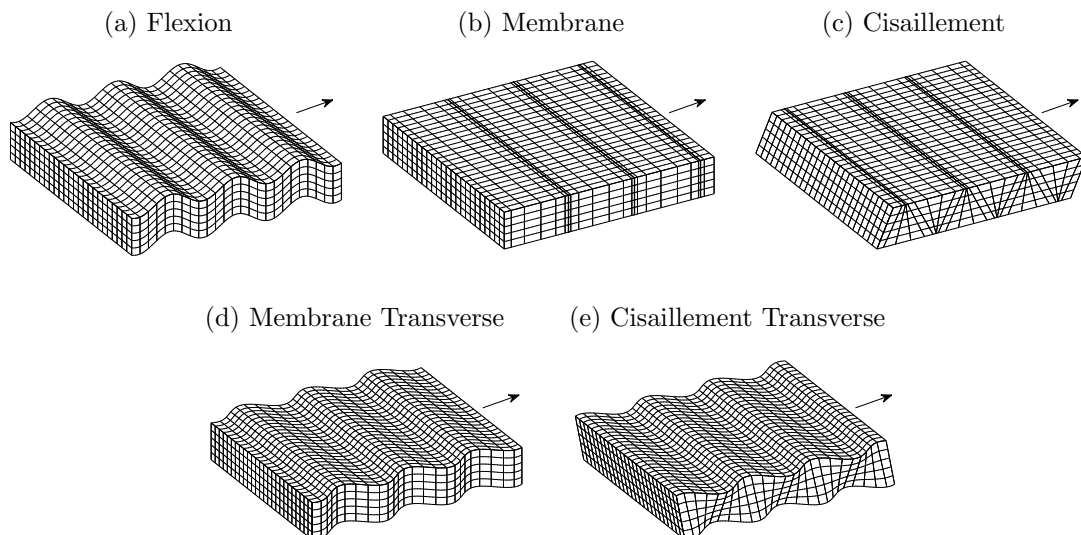 (a) Flexion
(b) Membrane
(c) Cisaillement
(d) Membrane Transverse
(e) Cisaillement Transverse